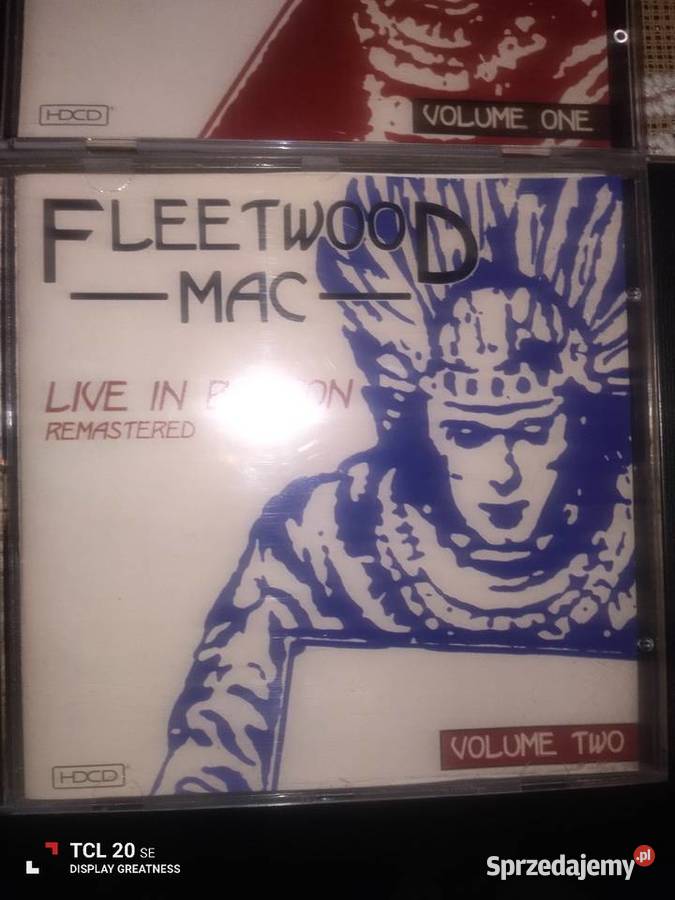 HDCD
VOLUME ONE
FLEETWOOD
MAC
LIVE IN
REMASTERED
VOLUME TWO
HDCD
TCL 20 SE
DISPLAY GREATNESS
Sprzedajemy.pl